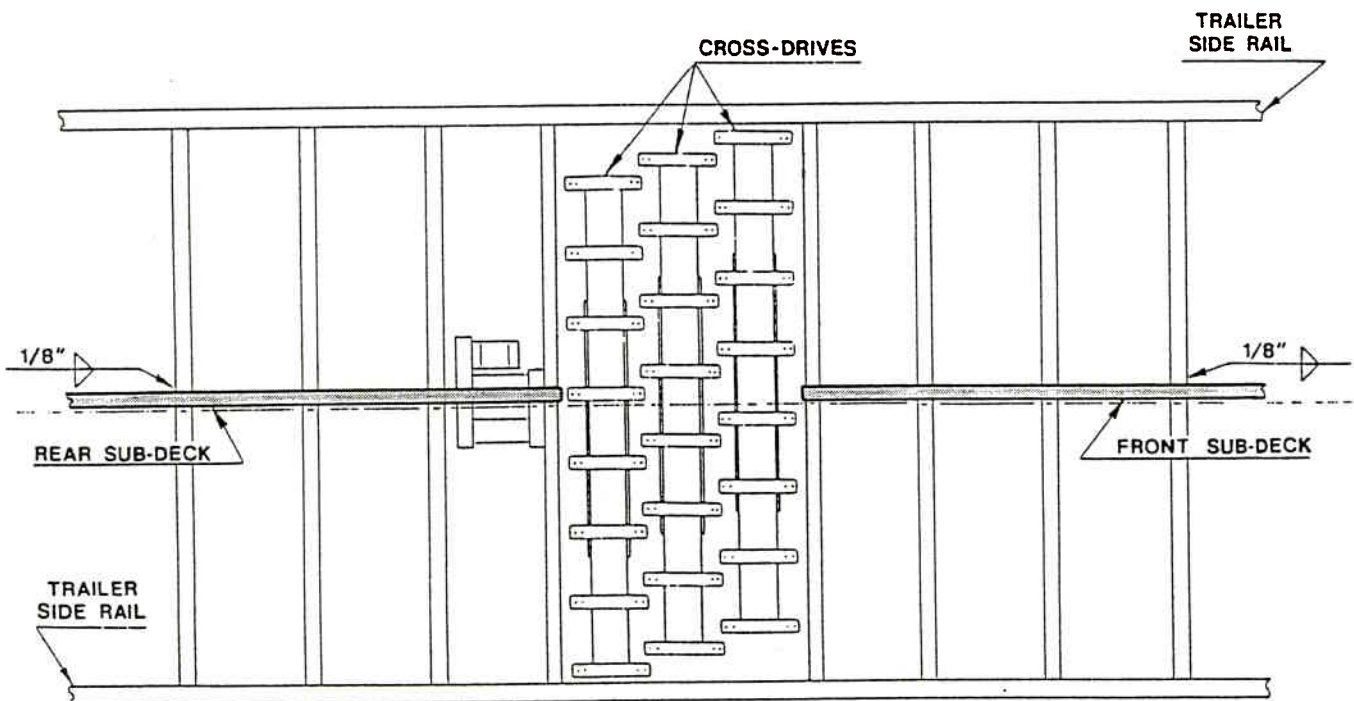 TRAILER
SIDE RAIL
CROSS-DRIVES
1/8"
1/8"
REAR SUB-DECK
FRONT SUB-DECK
TRAILER
SIDE RAIL